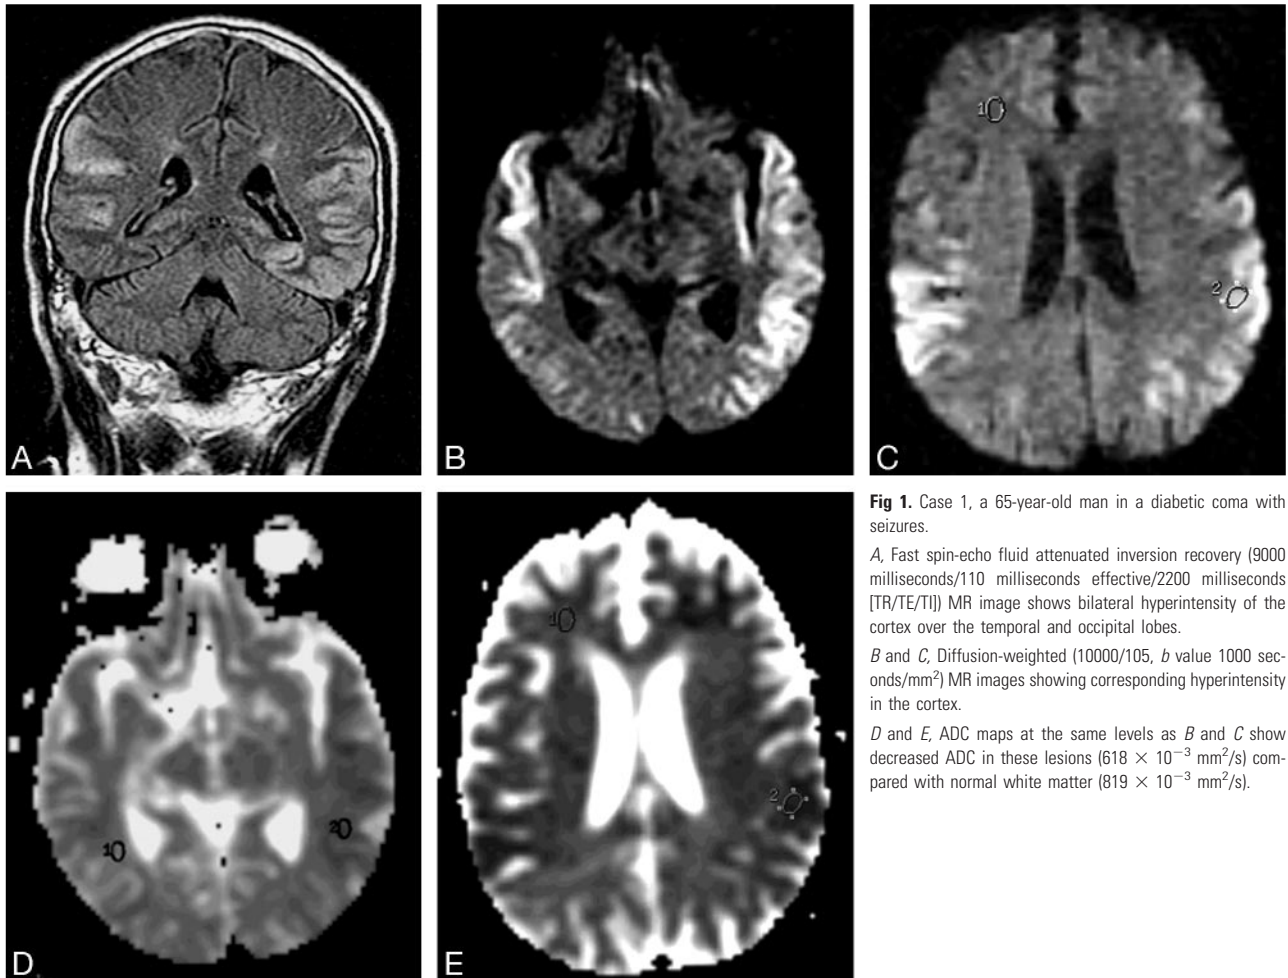 A
B
C
1
2
D
1
2
E
1
2
Fig 1. Case 1, a 65-year-old man in a diabetic coma with
seizures.
A, Fast spin-echo fluid attenuated inversion recovery (9000
milliseconds/110 milliseconds effective/2200 milliseconds
[TR/TE/TI]) MR image shows bilateral hyperintensity of the
cortex over the temporal and occipital lobes.
B and C, Diffusion-weighted (10000/105, b value 1000 sec-
onds/mm²) MR images showing corresponding hyperintensity
in the cortex.
D and E, ADC maps at the same levels as B and C show
decreased ADC in these lesions (618 × 10⁻³ mm²/s) com-
pared with normal white matter (819 × 10⁻³ mm²/s).